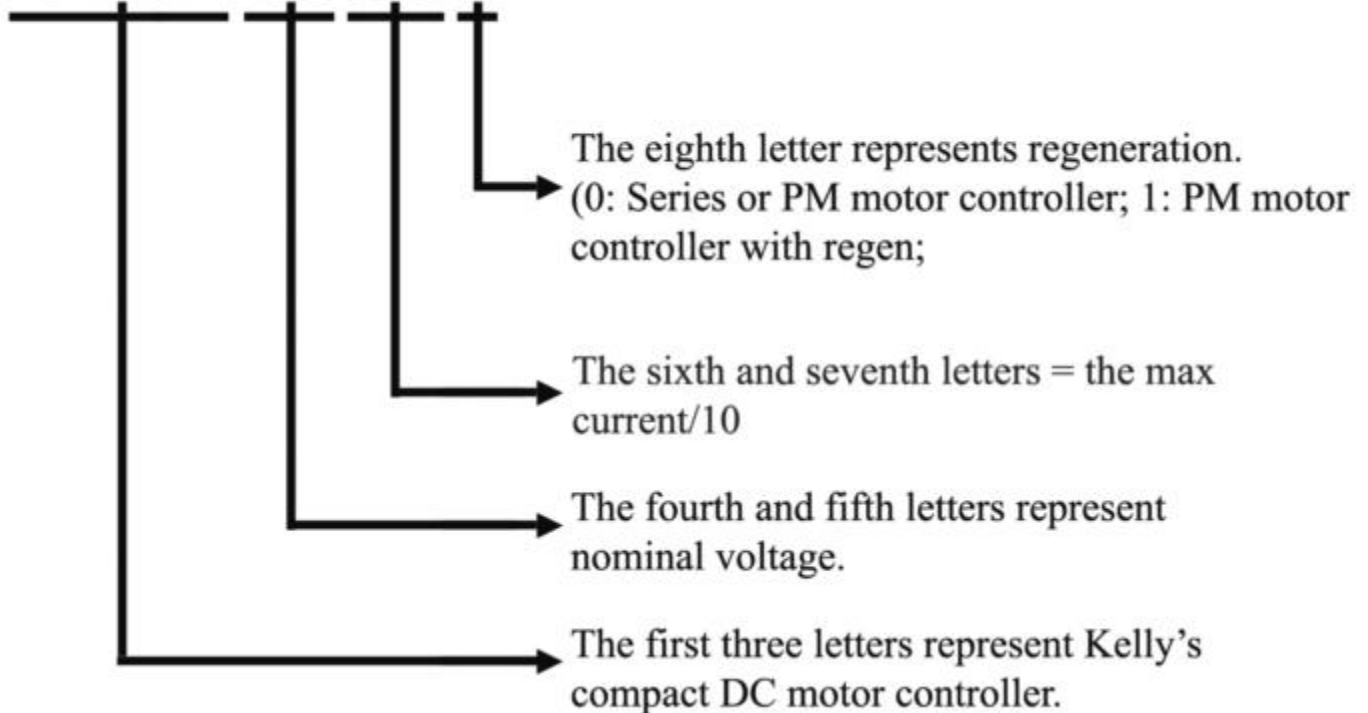 The eighth letter represents regeneration.
(0: Series or PM motor controller; 1: PM motor
controller with regen;
The sixth and seventh letters = the max
current/10
The fourth and fifth letters represent
nominal voltage.
The first three letters represent Kelly’s
compact DC motor controller.